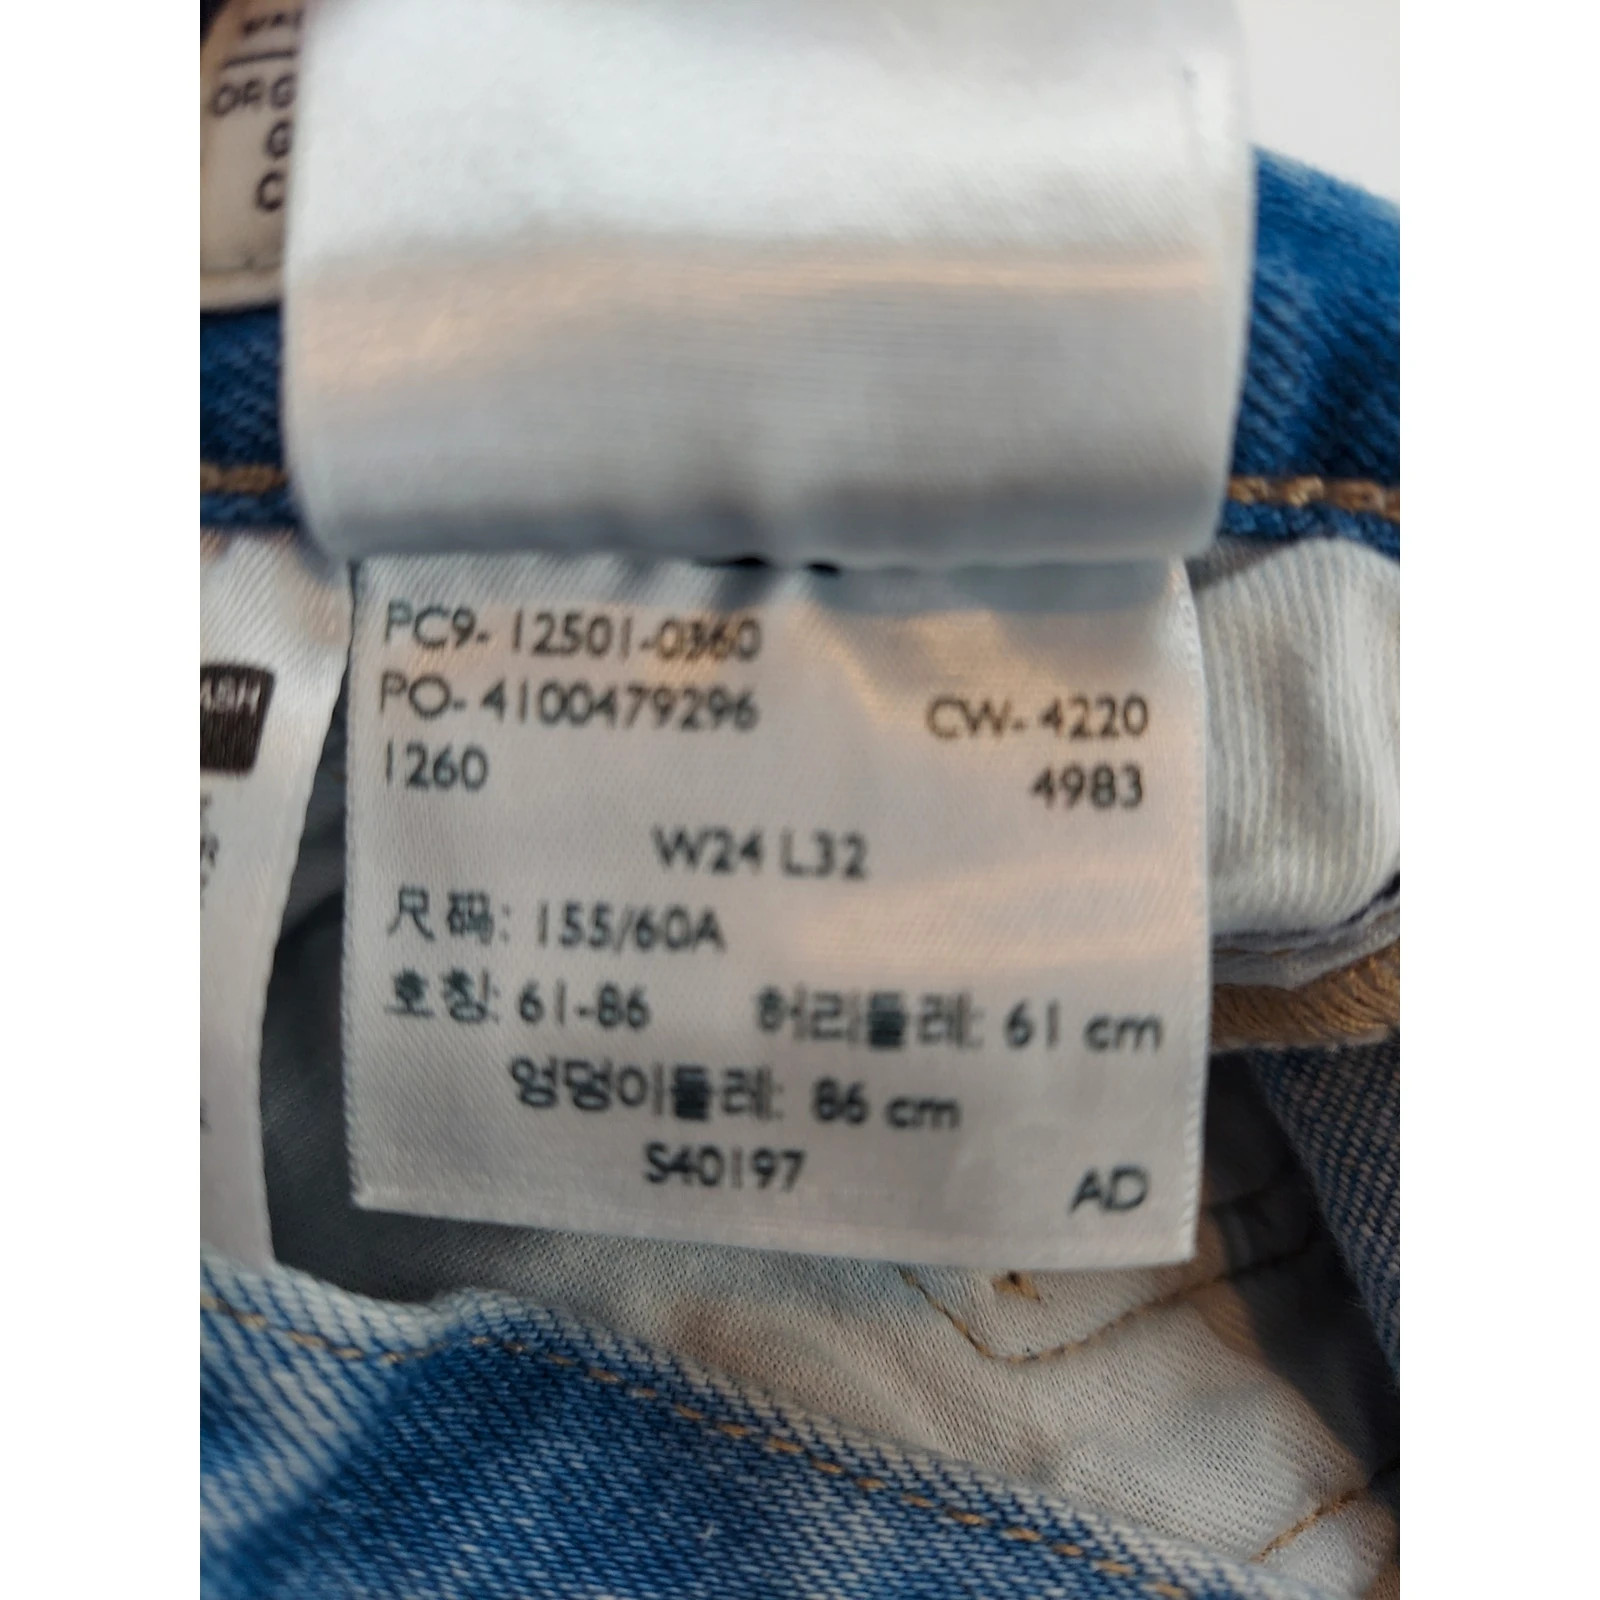 PC9- 12501-0360
PO- 4100479296 CW- 4220
1260 4983
W24 L32
尺码: 155/60A
호칭: 61-86 허리둘레: 61 cm
엉덩이둘레: 86 cm
S40197 AD